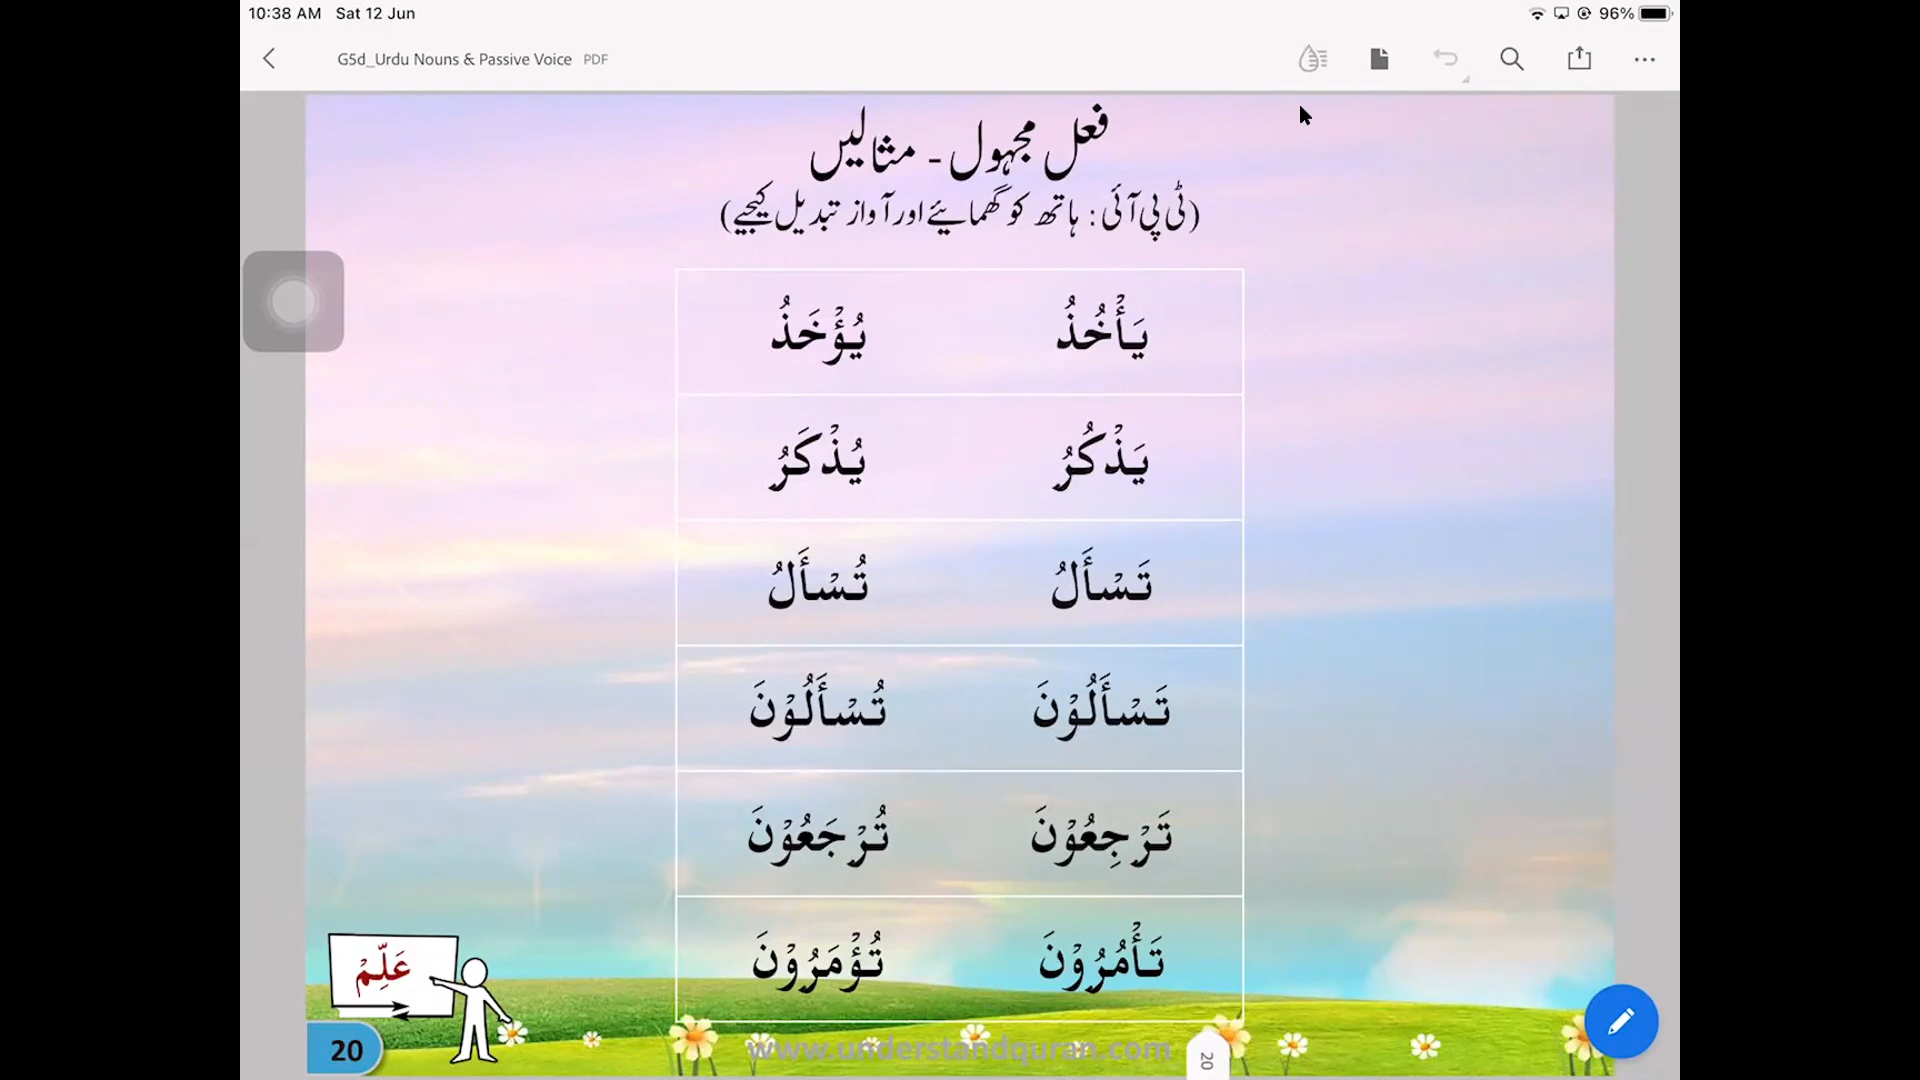 10:38 AM Sat 12 Jun 96%
G5d_Urdu Nouns & Passive Voice PDF
فعل مجہول - مثالیں
(ٹی پی آئی: ہاتھ کو گھمائیے اور آواز تبدیل کیجیے)
يَأْخُذُ يُؤْخَذُ
يَذْكُرُ يُذْكَرُ
تَسْأَلُ تُسْأَلُ
تَسْأَلُوْنَ تُسْأَلُوْنَ
تَرْجِعُوْنَ تُرْجَعُوْنَ
تَأْمُرُوْنَ تُؤْمَرُوْنَ
عَلِّمْ
20
www.understandquran.com
20